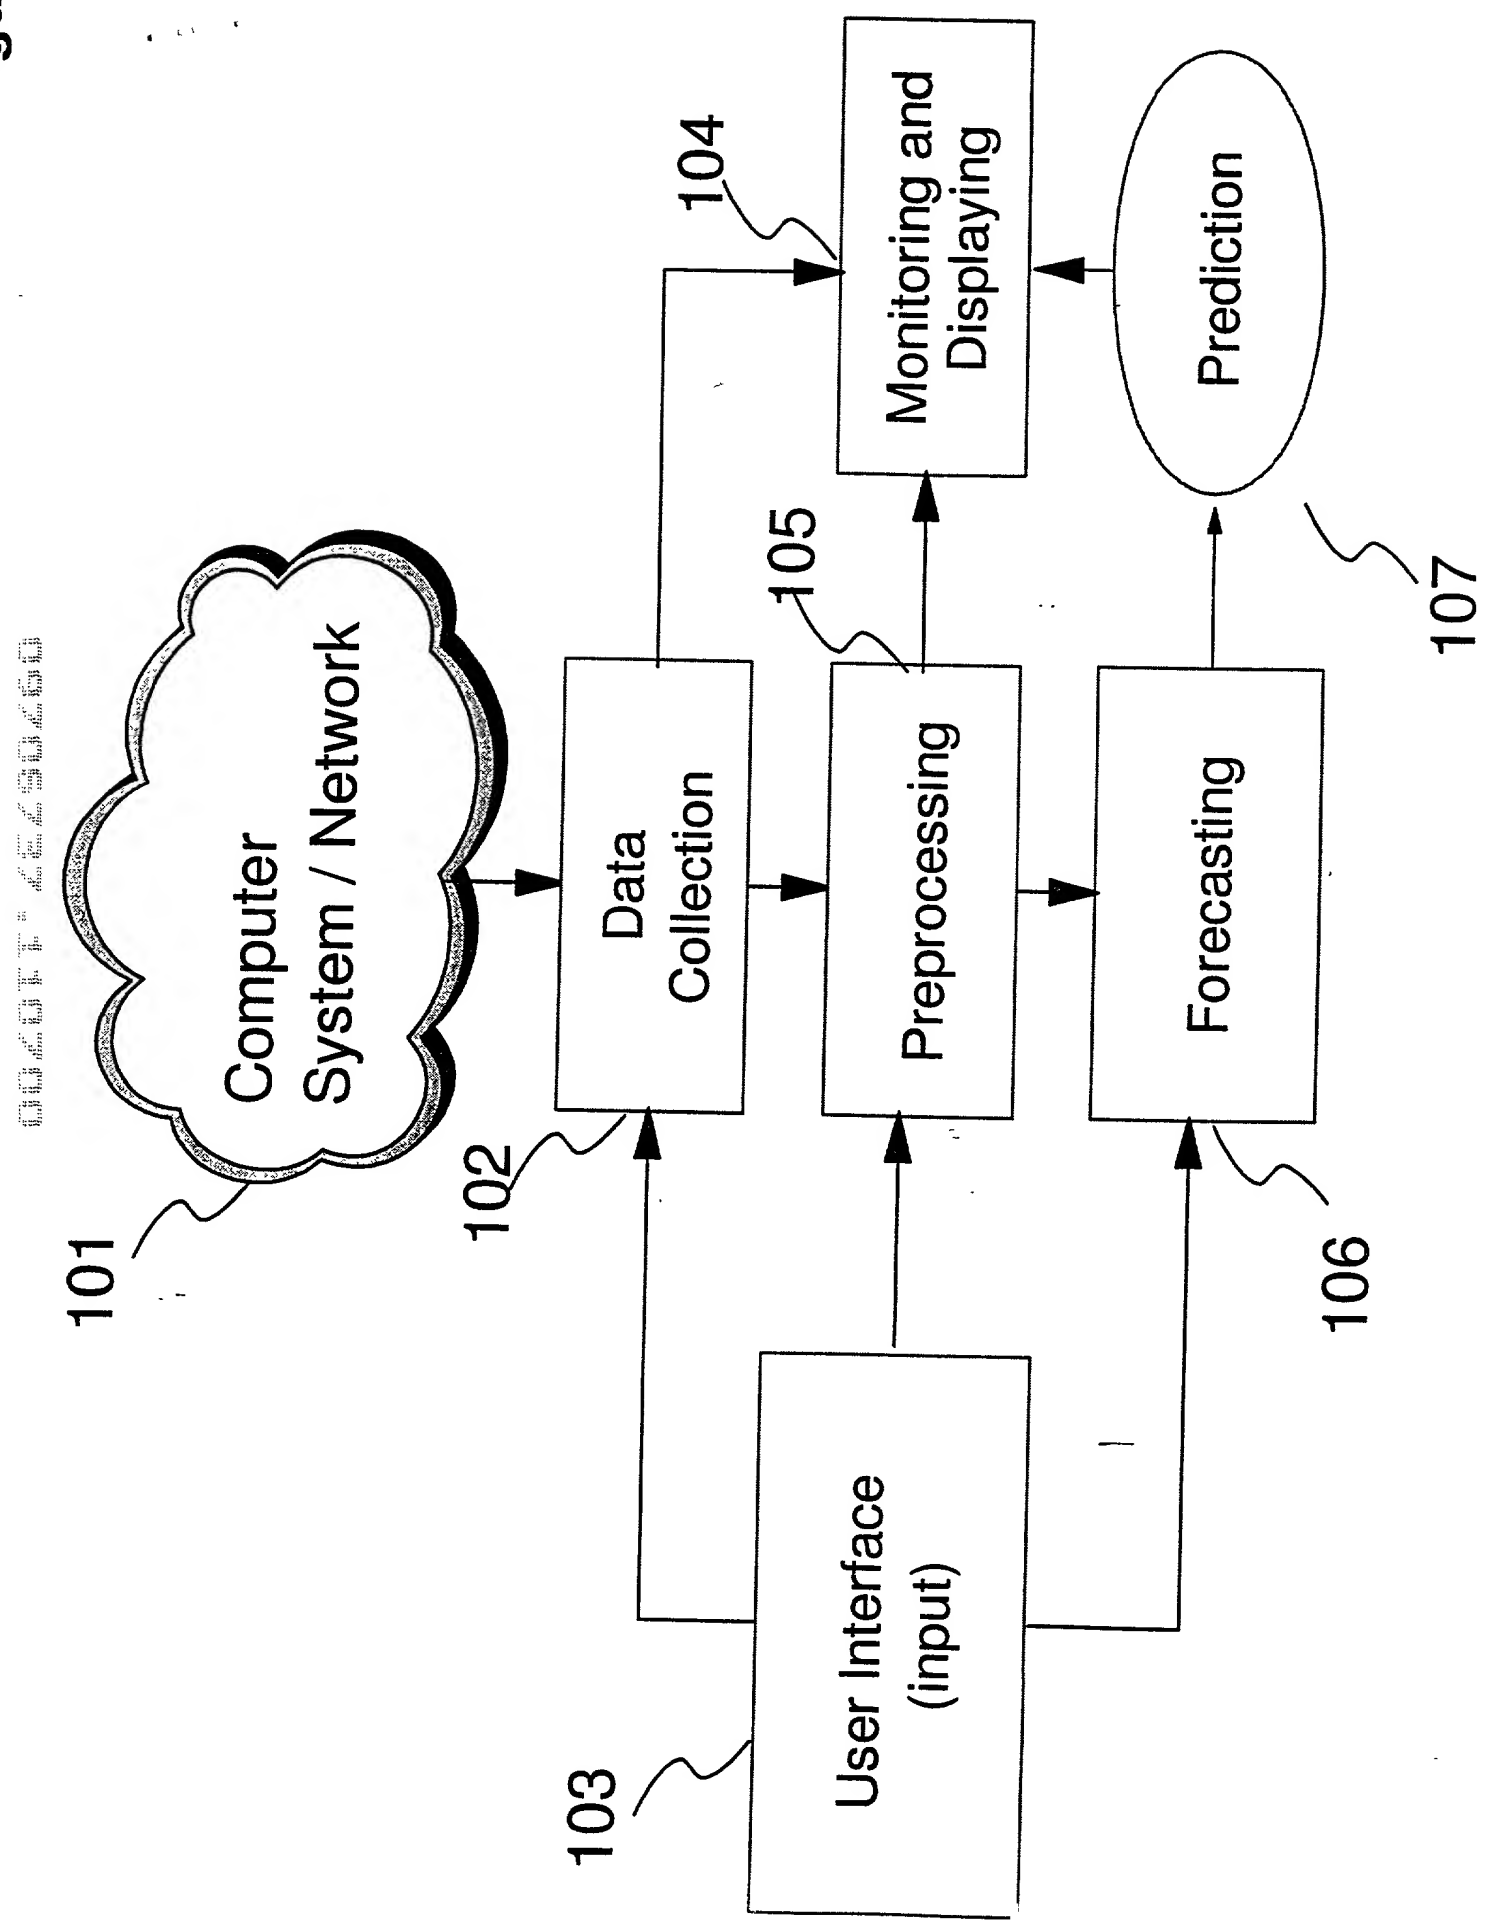 101
Computer
System / Network
102
Data
Collection
104
Monitoring and
Displaying
105
Preprocessing
103
User Interface
(input)
Forecasting
106
Prediction
107